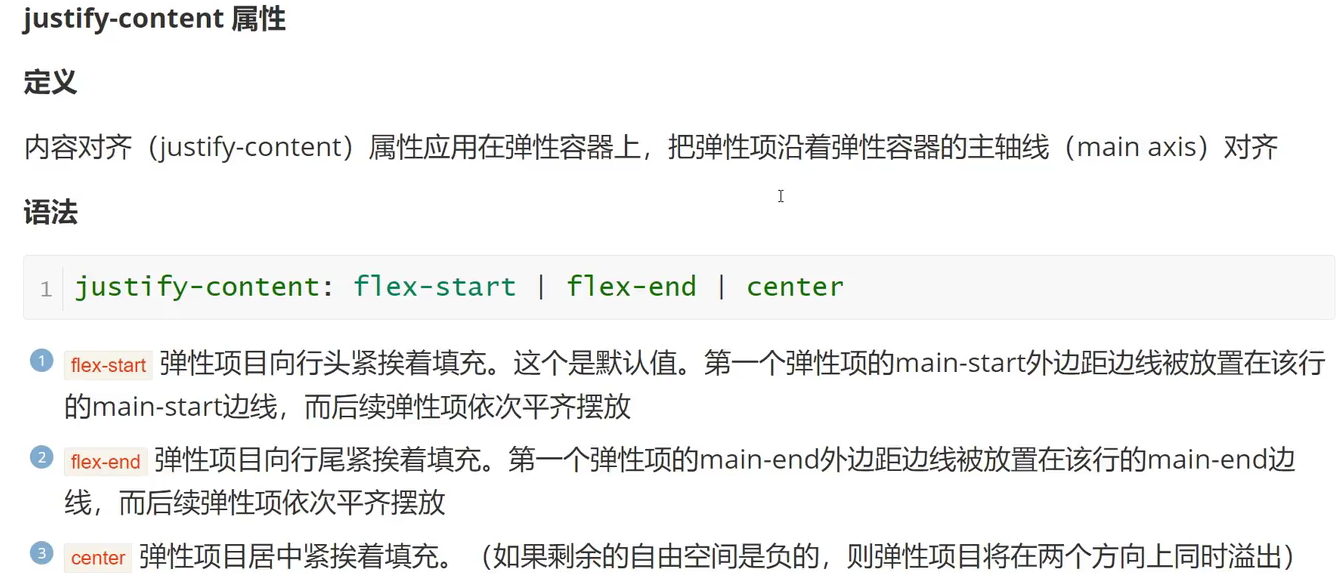 justify-content 属性
定义
内容对齐（justify-content）属性应用在弹性容器上，把弹性项沿着弹性容器的主轴线（main axis）对齐
语法
1 justify-content: flex-start | flex-end | center
1 flex-start 弹性项目向行头紧挨着填充。这个是默认值。第一个弹性项的main-start外边距边线被放置在该行
的main-start边线，而后续弹性项依次平齐摆放
2 flex-end 弹性项目向行尾紧挨着填充。第一个弹性项的main-end外边距边线被放置在该行的main-end边
线，而后续弹性项依次平齐摆放
3 center 弹性项目居中紧挨着填充。（如果剩余的自由空间是负的，则弹性项目将在两个方向上同时溢出）